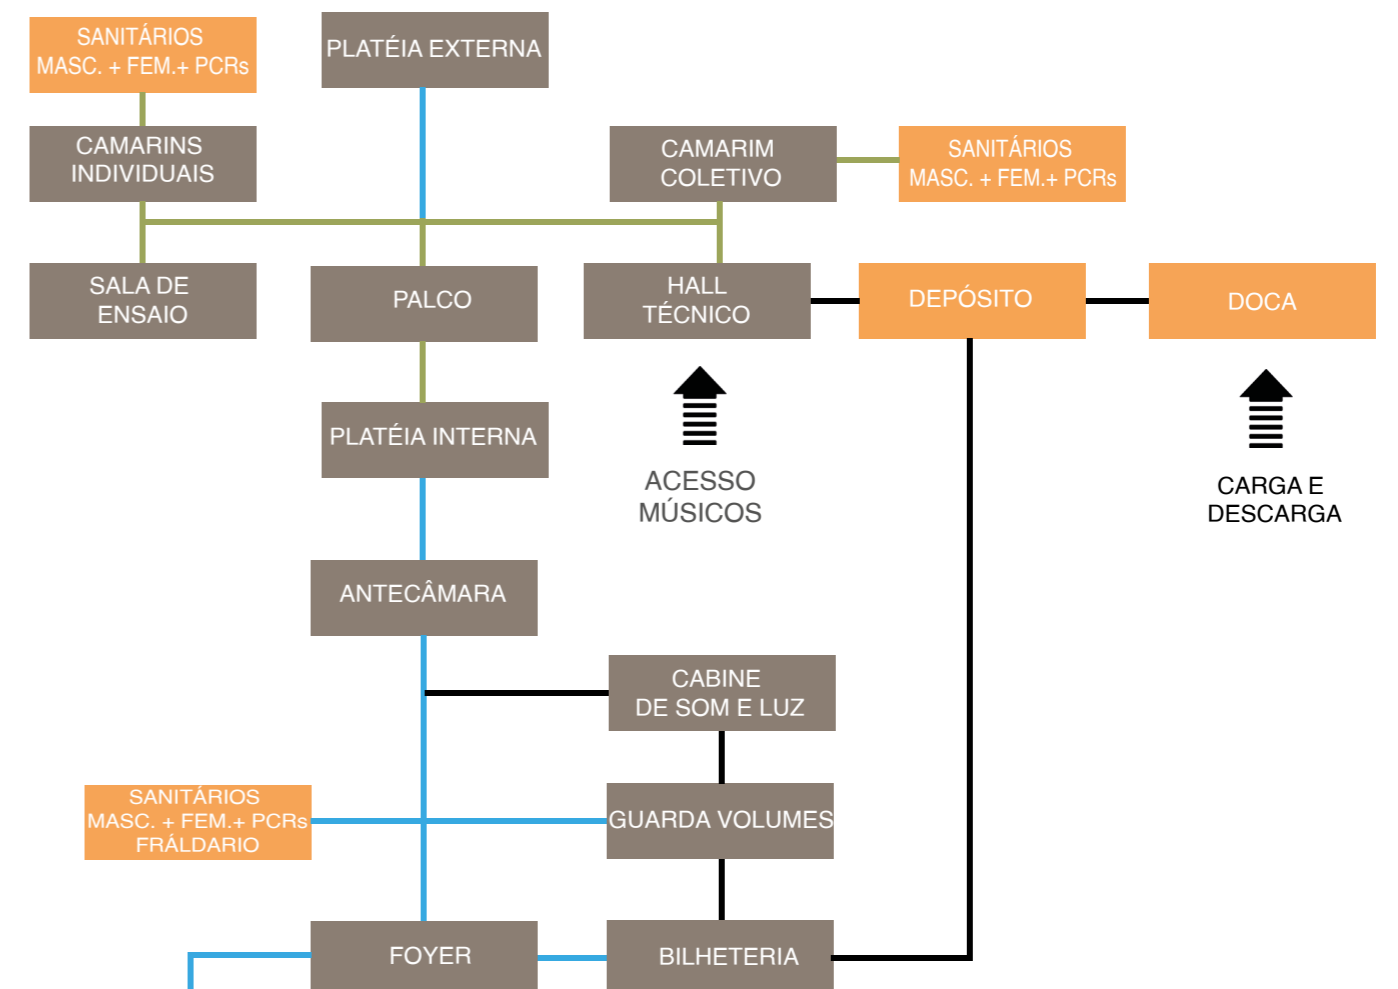 SANITÁRIOS
MASC. + FEM.+ PCRs
PLATÉIA EXTERNA
CAMARINS
INDIVIDUAIS
CAMARIM
COLETIVO
SANITÁRIOS
MASC. + FEM.+ PCRs
SALA DE
ENSAIO
PALCO
HALL
TÉCNICO
DEPÓSITO
DOCA
PLATÉIA INTERNA
ACESSO
MÚSICOS
CARGA E
DESCARGA
ANTECÂMARA
CABINE
DE SOM E LUZ
SANITÁRIOS
MASC. + FEM.+ PCRs
FRÁLDARIO
GUARDA VOLUMES
FOYER
BILHETERIA